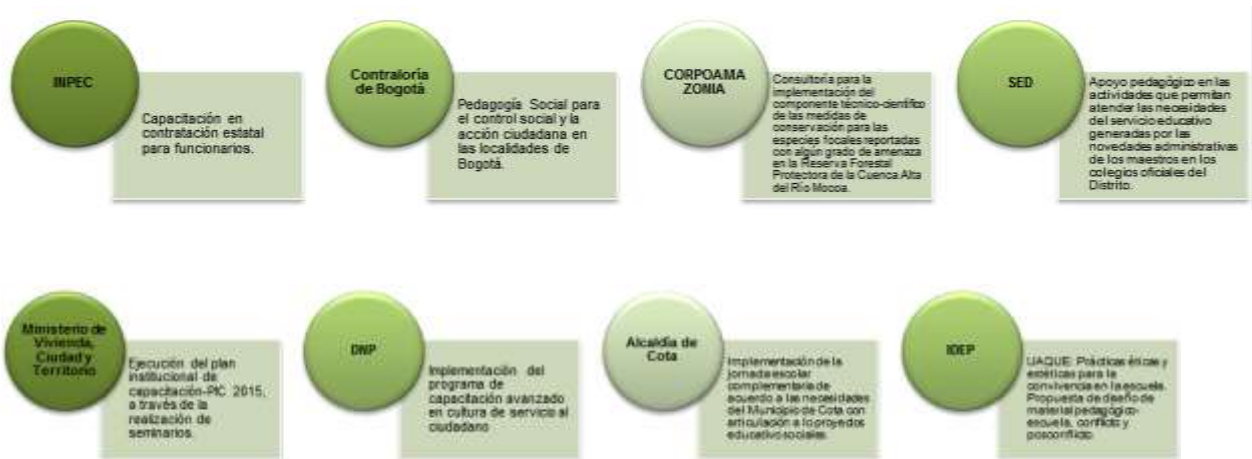 INPEC
Capacitación en
contratación estatal
para funcionarios.
Contraloría
de Bogotá
Pedagogía Social para
el control social y la
acción ciudadana en
las localidades de
Bogotá.
CORPOAMA
ZONIA
Consultoría para la
implementación del
componente técnico-científico
de las medidas de
conservación para las
especies focales reportadas
con algún grado de amenaza
en la Reserva Forestal
Protectora de la Cuenca Alta
del Río Mocoa.
SED
Apoyo pedagógico en las
actividades que permitan
atender las necesidades
del servicio educativo
generadas por las
novedades administrativas
de los maestros en los
colegios oficiales del
Distrito.
Ministerio de
Vivienda,
Ciudad y
Territorio
Ejecución del plan
institucional de
capacitación-PIC 2015,
a través de la
realización de
seminarios.
DNP
Implementación del
programa de
capacitación avanzado
en cultura de servicio al
ciudadano
Alcaldía de
Cota
Implementación de la
jornada escolar
complementaria de
acuerdo a las necesidades
del Municipio de Cota con
articulación a lo proyectos
educativo sociales.
IDEP
UAQUE: Prácticas éticas y
estéticas para la
convivencia en la escuela.
Propuesta de diseño de
material pedagógico-
escuela, conflicto y
posconflicto.